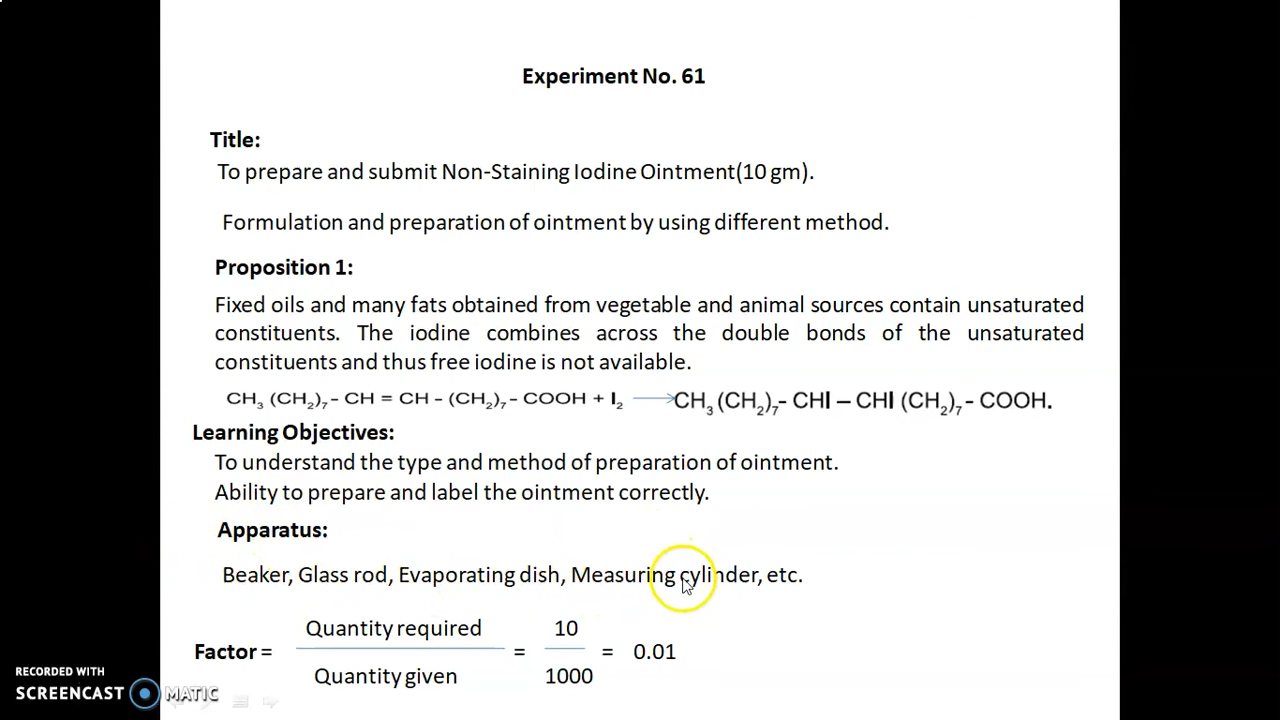 Experiment No. 61
Title:
To prepare and submit Non-Staining Iodine Ointment(10 gm).
Formulation and preparation of ointment by using different method.
Proposition 1:
Fixed oils and many fats obtained from vegetable and animal sources contain unsaturated
constituents. The iodine combines across the double bonds of the unsaturated
constituents and thus free iodine is not available.
CH₃ (CH₂)₇ - CH = CH - (CH₂)₇ - COOH + I₂ → CH₃ (CH₂)₇- CHI – CHI (CH₂)₇ - COOH.
Learning Objectives:
To understand the type and method of preparation of ointment.
Ability to prepare and label the ointment correctly.
Apparatus:
Beaker, Glass rod, Evaporating dish, Measuring cylinder, etc.
Quantity required 10
Factor = = = 0.01
Quantity given 1000
RECORDED WITH
SCREENCAST MATIC